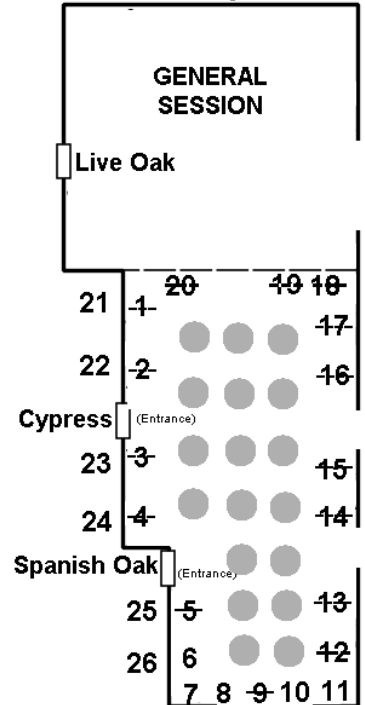 GENERAL
SESSION
Live Oak
20 19 18
21 1
17
22 2
16
Cypress (Entrance)
23 3
15
24 4
14
Spanish Oak (Entrance)
25 5
13
26 6
12
7 8 9 10 11